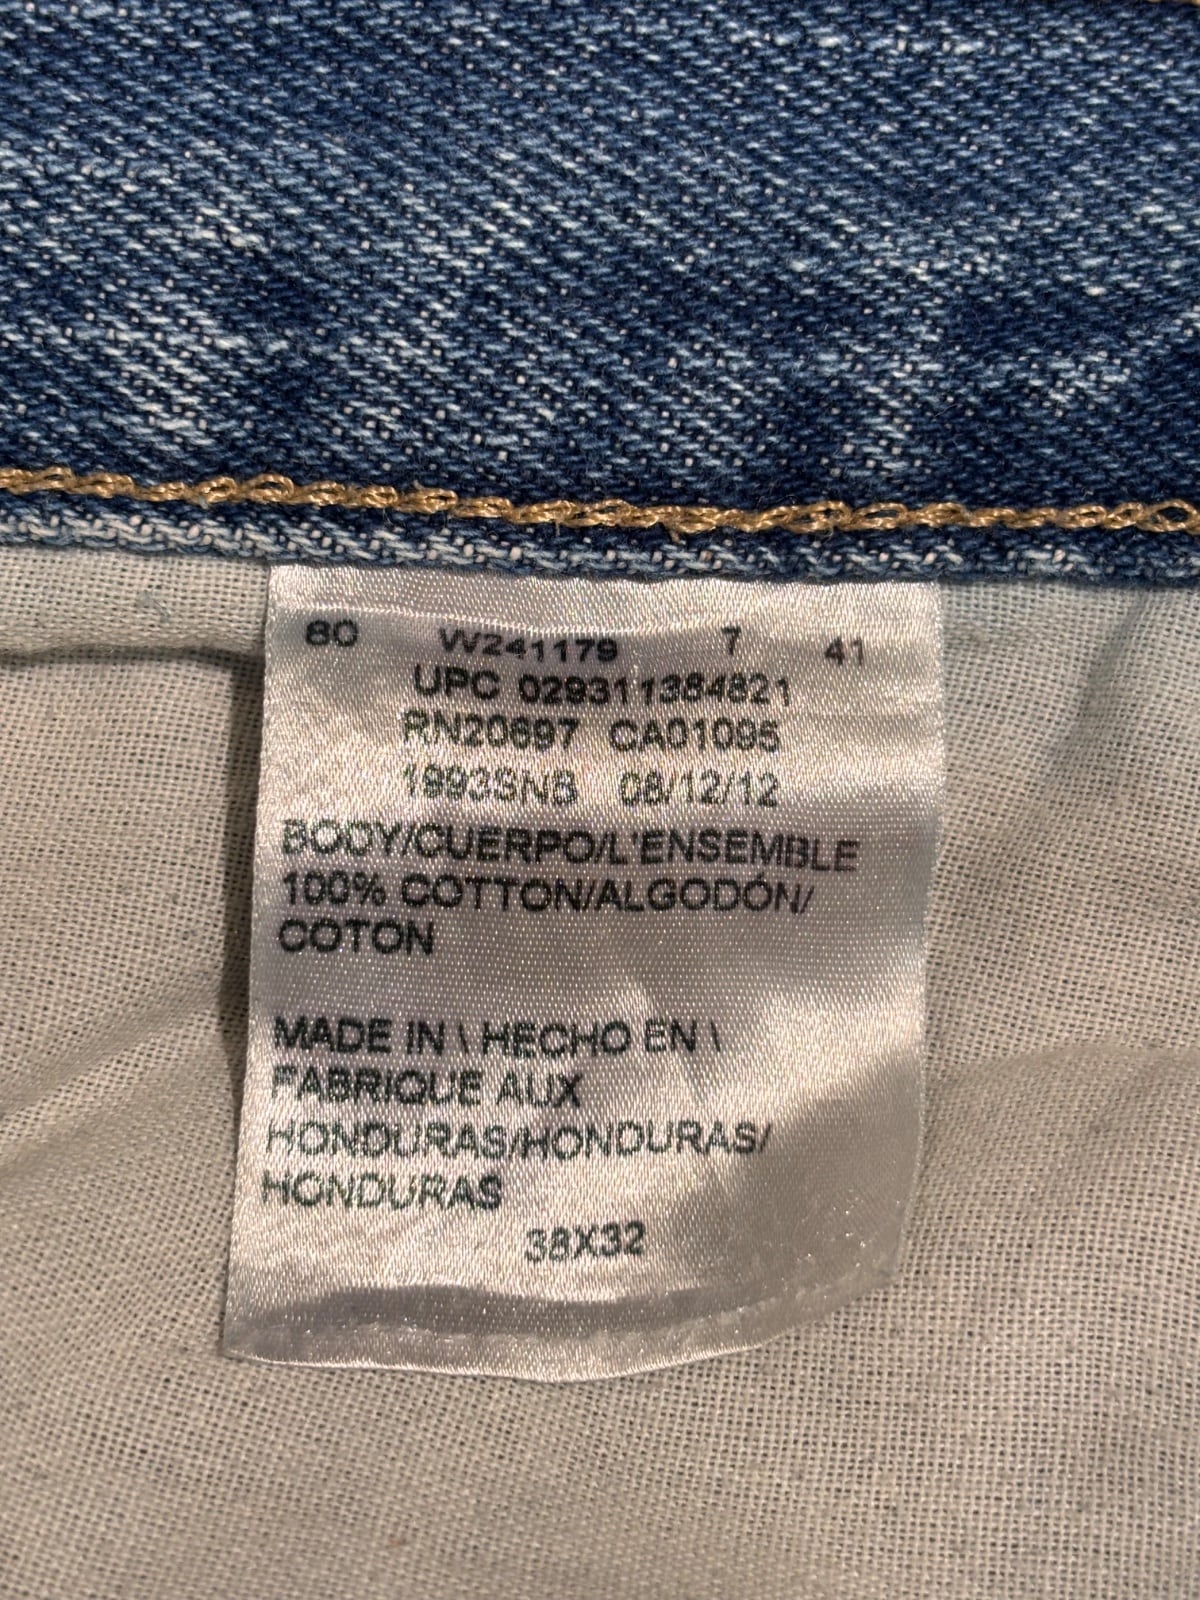 80 W241179 7 41
UPC 029311384821
RN20697 CA01095
1993SNB 08/12/12
BODY/CUERPO/L'ENSEMBLE
100% COTTON/ALGODÓN/
COTON
MADE IN \ HECHO EN \
FABRIQUE AUX
HONDURAS/HONDURAS/
HONDURAS
38X32